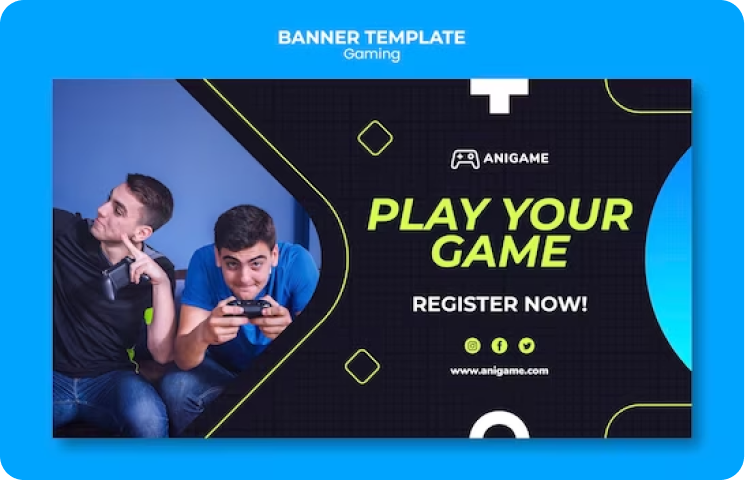 BANNER TEMPLATE
Gaming
ANIGAME
PLAY YOUR
GAME
REGISTER NOW!
www.anigame.com